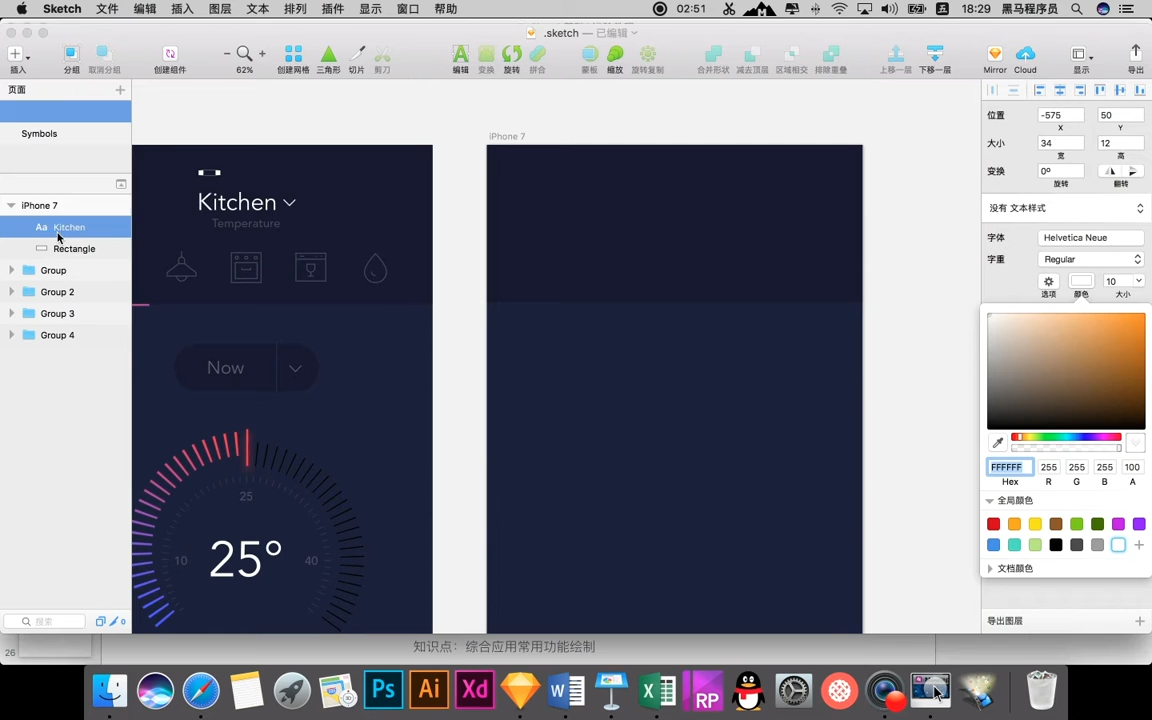 Sketch 文件 编辑 插入 图层 文本 排列 插件 显示 窗口 帮助 02:51 18:29 黑马程序员
.sketch — 已编辑
插入 分组 取消分组 创建组件 62% 创建网格 三角形 切片 剪刀 编辑 变换 旋转 拼合 蒙板 缩放 旋转复制 合并形状 减去顶层 区域相交 排除重叠 上移一层 下移一层 Mirror Cloud 显示 导出
页面
Symbols
iPhone 7
Aa Kitchen
Rectangle
Group
Group 2
Group 3
Group 4
搜索
0
Kitchen
Temperature
Now
25
10
25°
40
iPhone 7
位置 -575 50
X Y
大小 34 12
宽 高
变换 0º
旋转 翻转
没有 文本样式
字体 Helvetica Neue
字重 Regular
10
选项 颜色 大小
FFFFFF 255 255 255 100
Hex R G B A
全局颜色
文档颜色
导出图层
26
知识点：综合应用常用功能绘制
Ps Ai Xd W X RP